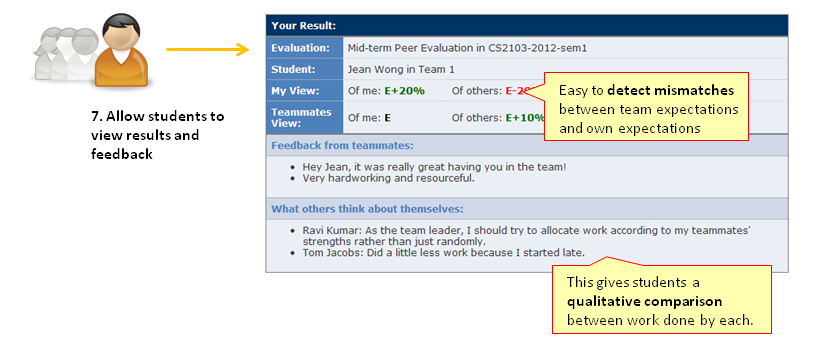 7. Allow students to
view results and
feedback
Your Result:
Evaluation: Mid-term Peer Evaluation in CS2103-2012-sem1
Student: Jean Wong in Team 1
My View: Of me: E+20% Of others: E-20
Teammates
View: Of me: E Of others: E+10%
Easy to detect mismatches
between team expectations
and own expectations
Feedback from teammates:
• Hey Jean, it was really great having you in the team!
• Very hardworking and resourceful.
What others think about themselves:
• Ravi Kumar: As the team leader, I should try to allocate work according to my teammates'
strengths rather than just randomly.
• Tom Jacobs: Did a little less work because I started late.
This gives students a
qualitative comparison
between work done by each.